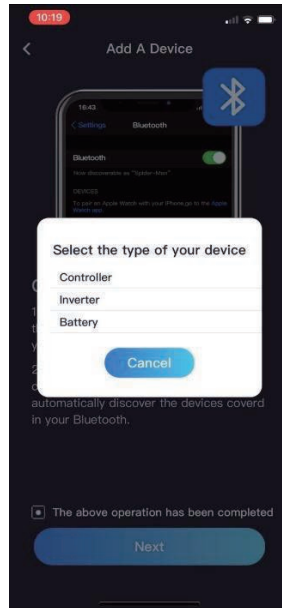 10:19
Add A Device
16:43
Settings
Bluetooth
Bluetooth
Now discoverable as "Spider-Man".
DEVICES
To pair an Apple Watch with your iPhone go to the Apple
Watch app.
Select the type of your device
Controller
Inverter
Battery
Cancel
automatically discover the devices coverd
in your Bluetooth.
The above operation has been completed
Next